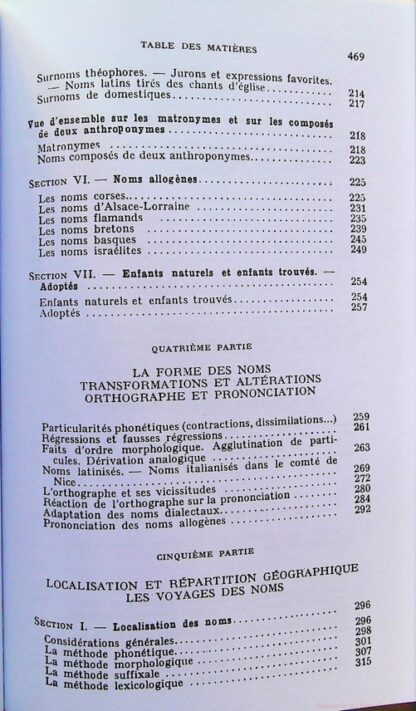 TABLE DES MATIÈRES 469
Surnoms théophores. — Jurons et expressions favorites.
— Noms latins tirés des chants d'église.................. 214
Surnoms de domestiques.................. 217
Vue d'ensemble sur les matronymes et sur les composés
de deux anthroponymes .................. 218
Matronymes .................. 218
Noms composés de deux anthroponymes.................. 223
SECTION VI. — Noms allogènes.................. 225
Les noms corses.................. 225
Les noms d'Alsace-Lorraine .................. 231
Les noms flamands .................. 235
Les noms bretons .................. 239
Les noms basques .................. 245
Les noms israélites .................. 249
SECTION VII. — Enfants naturels et enfants trouvés. —
Adoptés .................. 254
Enfants naturels et enfants trouvés.................. 254
Adoptés .................. 257
QUATRIÈME PARTIE
LA FORME DES NOMS
TRANSFORMATIONS ET ALTÉRATIONS
ORTHOGRAPHE ET PRONONCIATION
Particularités phonétiques (contractions, dissimilations...) 259
Régressions et fausses régressions.................. 261
Faits d'ordre morphologique. Agglutination de parti-
cules. Dérivation analogique .................. 263
Noms latinisés. — Noms italianisés dans le comté de
Nice .................. 269
L'orthographe et ses vicissitudes .................. 272
Réaction de l'orthographe sur la prononciation .................. 280
Adaptation des noms dialectaux.................. 284
Prononciation des noms allogènes .................. 292
CINQUIÈME PARTIE
LOCALISATION ET RÉPARTITION GÉOGRAPHIQUE
LES VOYAGES DES NOMS
SECTION I. — Localisation des noms.................. 296
Considérations générales.................. 296
La méthode phonétique.................. 298
La méthode morphologique .................. 301
La méthode suffixale .................. 307
La méthode lexicologique .................. 315